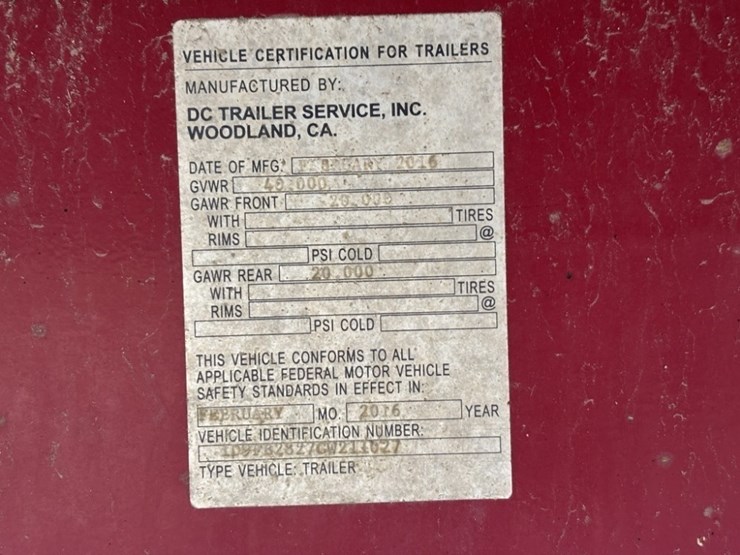 VEHICLE CERTIFICATION FOR TRAILERS
MANUFACTURED BY:
DC TRAILER SERVICE, INC.
WOODLAND, CA.
DATE OF MFG: FEBRUARY 2016
GVWR 40.000
GAWR FRONT 20.000
WITH TIRES
RIMS @
PSI COLD
GAWR REAR 20.000
WITH TIRES
RIMS @
PSI COLD
THIS VEHICLE CONFORMS TO ALL
APPLICABLE FEDERAL MOTOR VEHICLE
SAFETY STANDARDS IN EFFECT IN:
FEBRUARY MO. 2016 YEAR
VEHICLE IDENTIFICATION NUMBER:
TYPE VEHICLE: TRAILER